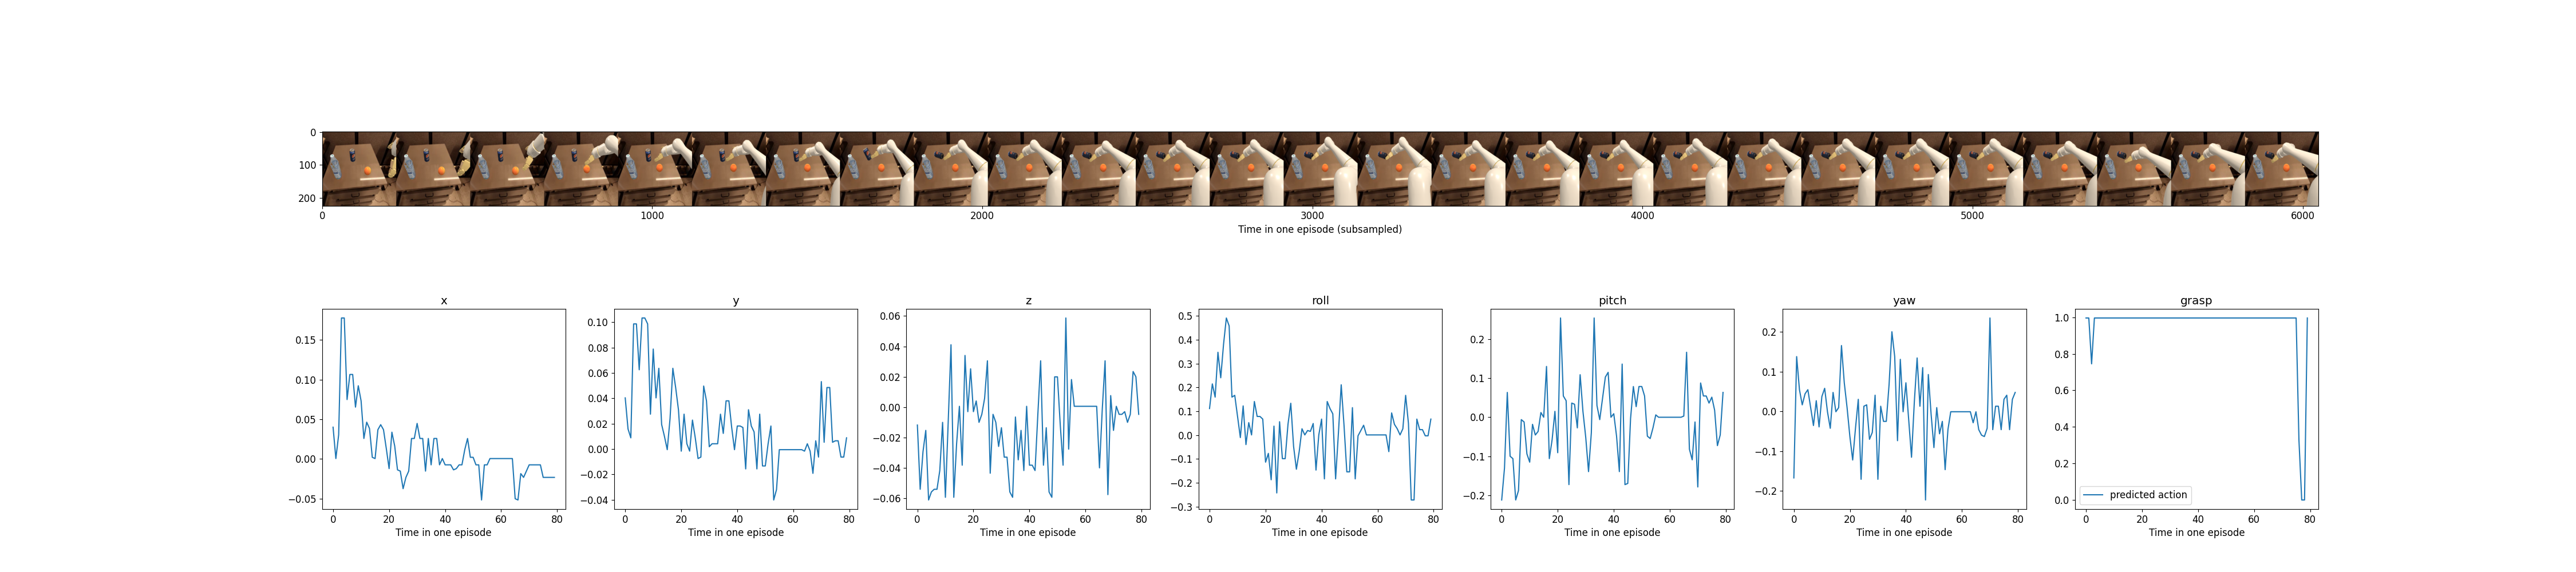 0
100
200
0 1000 2000 3000 4000 5000 6000
Time in one episode (subsampled)
x
0.15
0.10
0.05
0.00
−0.05
0 20 40 60 80
Time in one episode
y
0.10
0.08
0.06
0.04
0.02
0.00
−0.02
−0.04
0 20 40 60 80
Time in one episode
z
0.06
0.04
0.02
0.00
−0.02
−0.04
−0.06
0 20 40 60 80
Time in one episode
roll
0.5
0.4
0.3
0.2
0.1
0.0
−0.1
−0.2
−0.3
0 20 40 60 80
Time in one episode
pitch
0.2
0.1
0.0
−0.1
−0.2
0 20 40 60 80
Time in one episode
yaw
0.2
0.1
0.0
−0.1
−0.2
0 20 40 60 80
Time in one episode
grasp
1.0
0.8
0.6
0.4
0.2
0.0
predicted action
0 20 40 60 80
Time in one episode